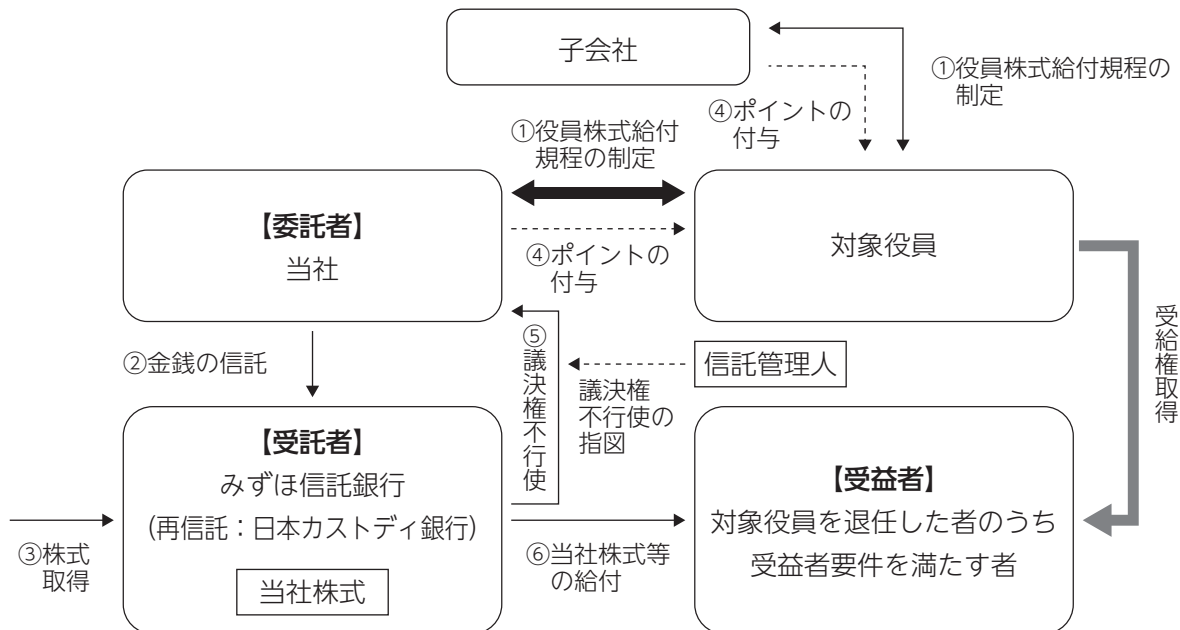 子会社
①役員株式給付規程の
制定
④ポイントの
付与
①役員株式給付
規程の制定
【委託者】
当社
対象役員
④ポイントの
付与
②金銭の信託
⑤議決権不行使
信託管理人
議決権
不行使の
指図
受給権取得
【受託者】
みずほ信託銀行
(再信託：日本カストディ銀行)
当社株式
③株式
取得
⑥当社株式等
の給付
【受益者】
対象役員を退任した者のうち
受益者要件を満たす者